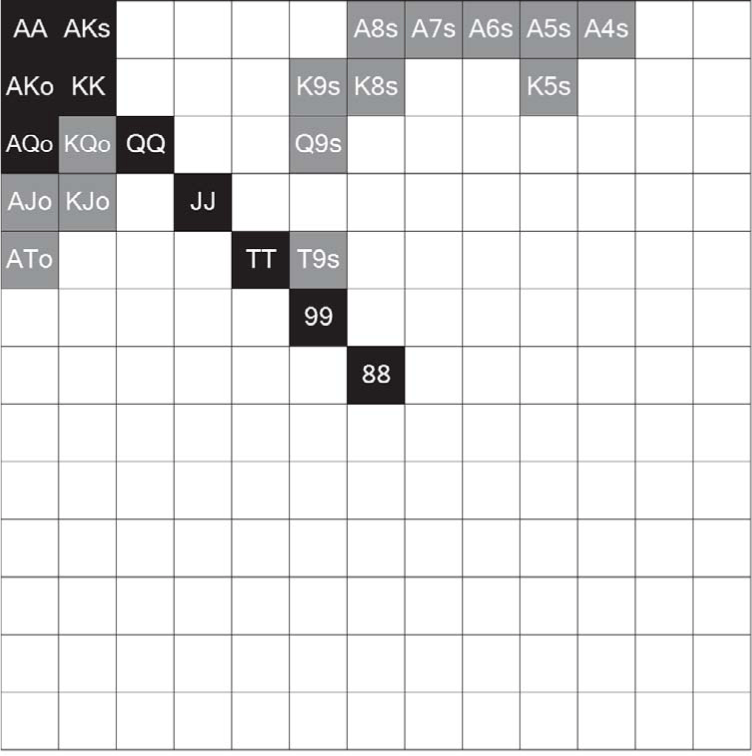 AA AKs A8s A7s A6s A5s A4s
AKo KK K9s K8s K5s
AQo KQo QQ Q9s
AJo KJo JJ
ATo TT T9s
99
88